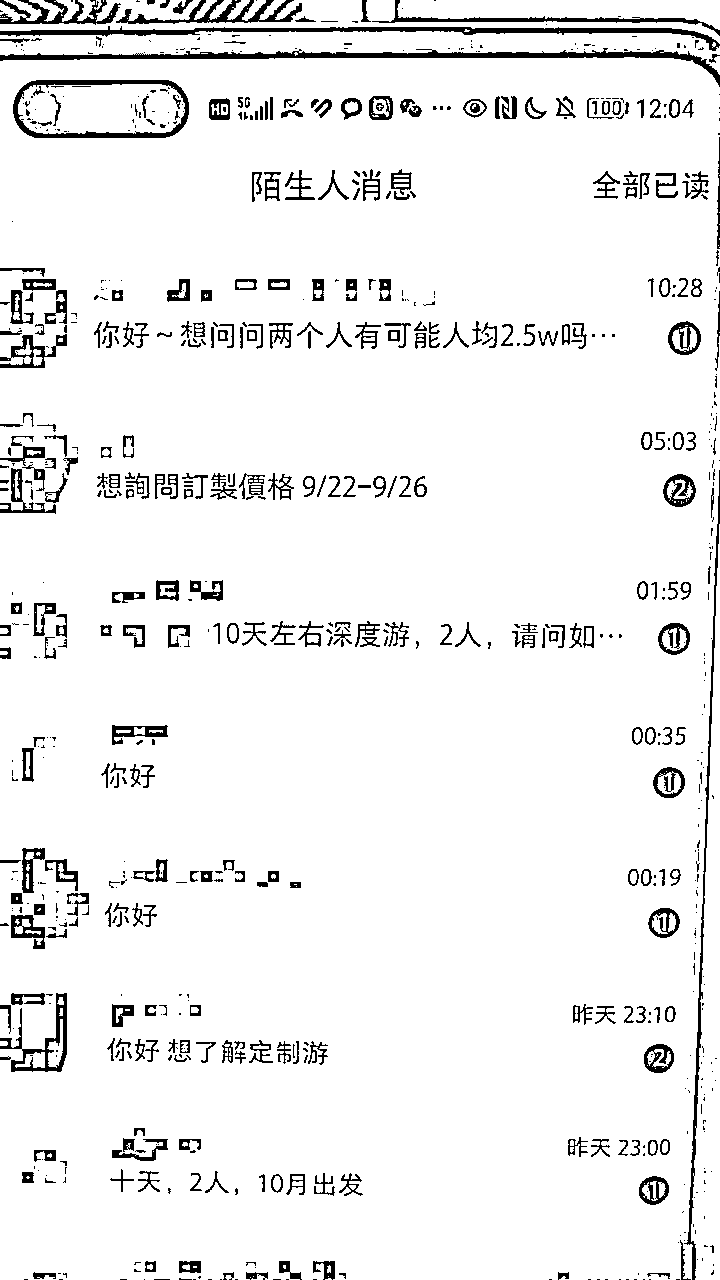 HD 5G ··· 100 12:04
陌生人消息 全部已读
10:28
你好~想问问两个人有可能人均2.5w吗··· 1
05:03
想詢問訂製價格 9/22-9/26 2
01:59
10天左右深度游，2人，请问如··· 1
00:35
你好 1
00:19
你好 1
昨天 23:10
你好 想了解定制游 2
昨天 23:00
十天，2人，10月出发 1